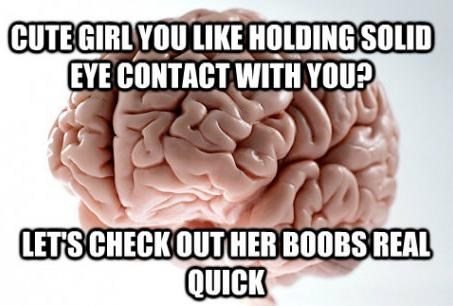 CUTE GIRL YOU LIKE HOLDING SOLID
EYE CONTACT WITH YOU?
LET'S CHECK OUT HER BOOBS REAL
QUICK